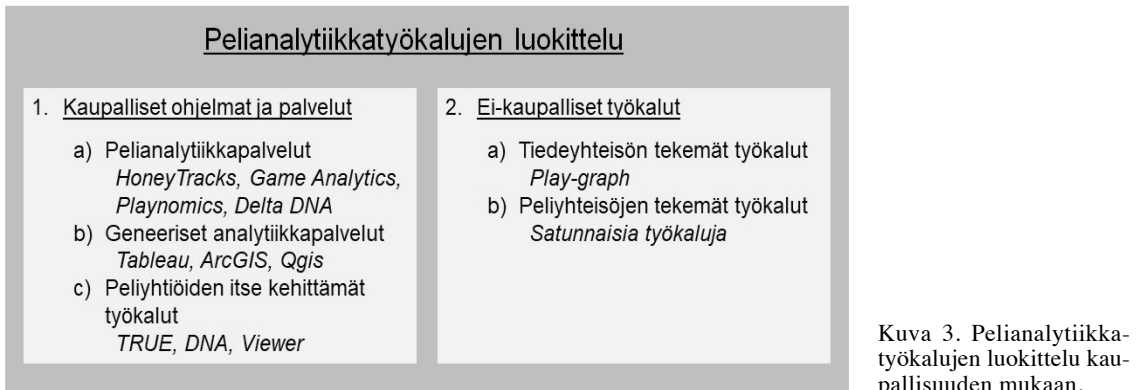 Pelianalytiikkatyökalujen luokittelu
1. Kaupalliset ohjelmat ja palvelut
a) Pelianalytiikkapalvelut
HoneyTracks, Game Analytics,
Playnomics, Delta DNA
b) Geneeriset analytiikkapalvelut
Tableau, ArcGIS, Qgis
c) Peliyhtiöiden itse kehittämät
työkalut
TRUE, DNA, Viewer
2. Ei-kaupalliset työkalut
a) Tiedeyhteisön tekemät työkalut
Play-graph
b) Peliyhteisöjen tekemät työkalut
Satunnaisia työkaluja
Kuva 3. Pelianalytiikka-
työkalujen luokittelu kau-
pallisuuden mukaan.